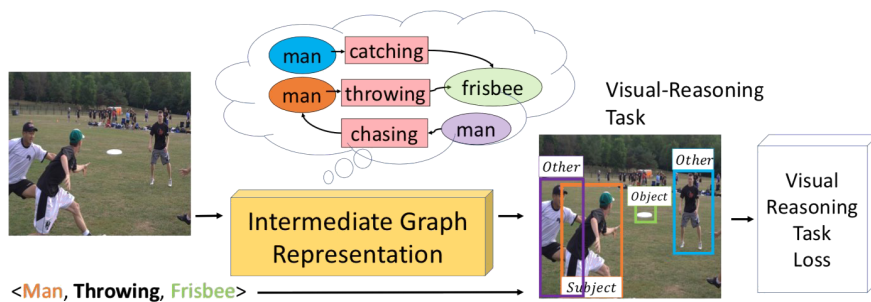 man
catching
man
throwing
frisbee
chasing
man
Visual-Reasoning
Task
Intermediate Graph
Representation
Other
Other
Object
Subject
Visual
Reasoning
Task
Loss
<Man, Throwing, Frisbee>